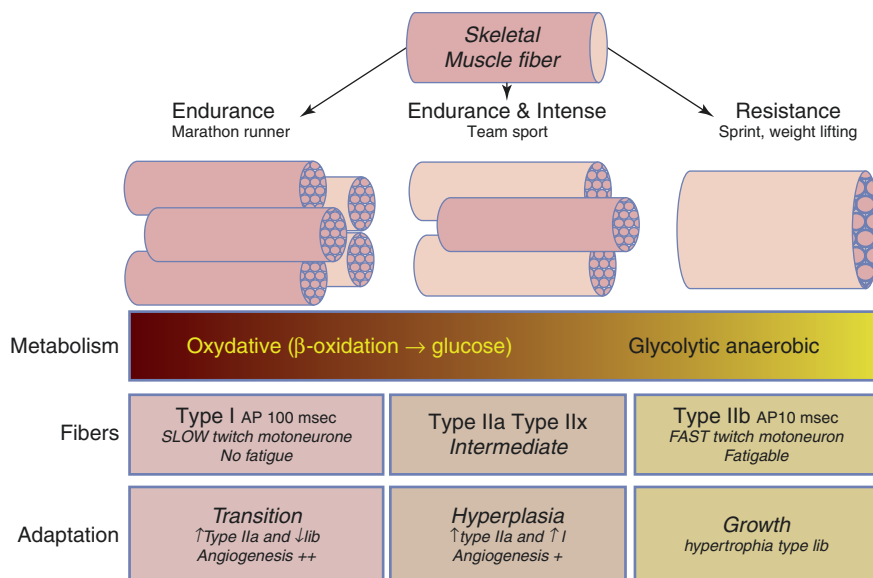 Skeletal
Muscle fiber
Endurance
Marathon runner
Endurance & Intense
Team sport
Resistance
Sprint, weight lifting
Metabolism
Oxydative (β-oxidation → glucose)
Glycolytic anaerobic
Fibers
Type I AP 100 msec
SLOW twitch motoneurone
No fatigue
Type IIa Type IIx
Intermediate
Type IIb AP10 msec
FAST twitch motoneuron
Fatigable
Adaptation
Transition
↑Type IIa and ↓Iib
Angiogenesis ++
Hyperplasia
↑type IIa and ↑ I
Angiogenesis +
Growth
hypertrophia type Iib